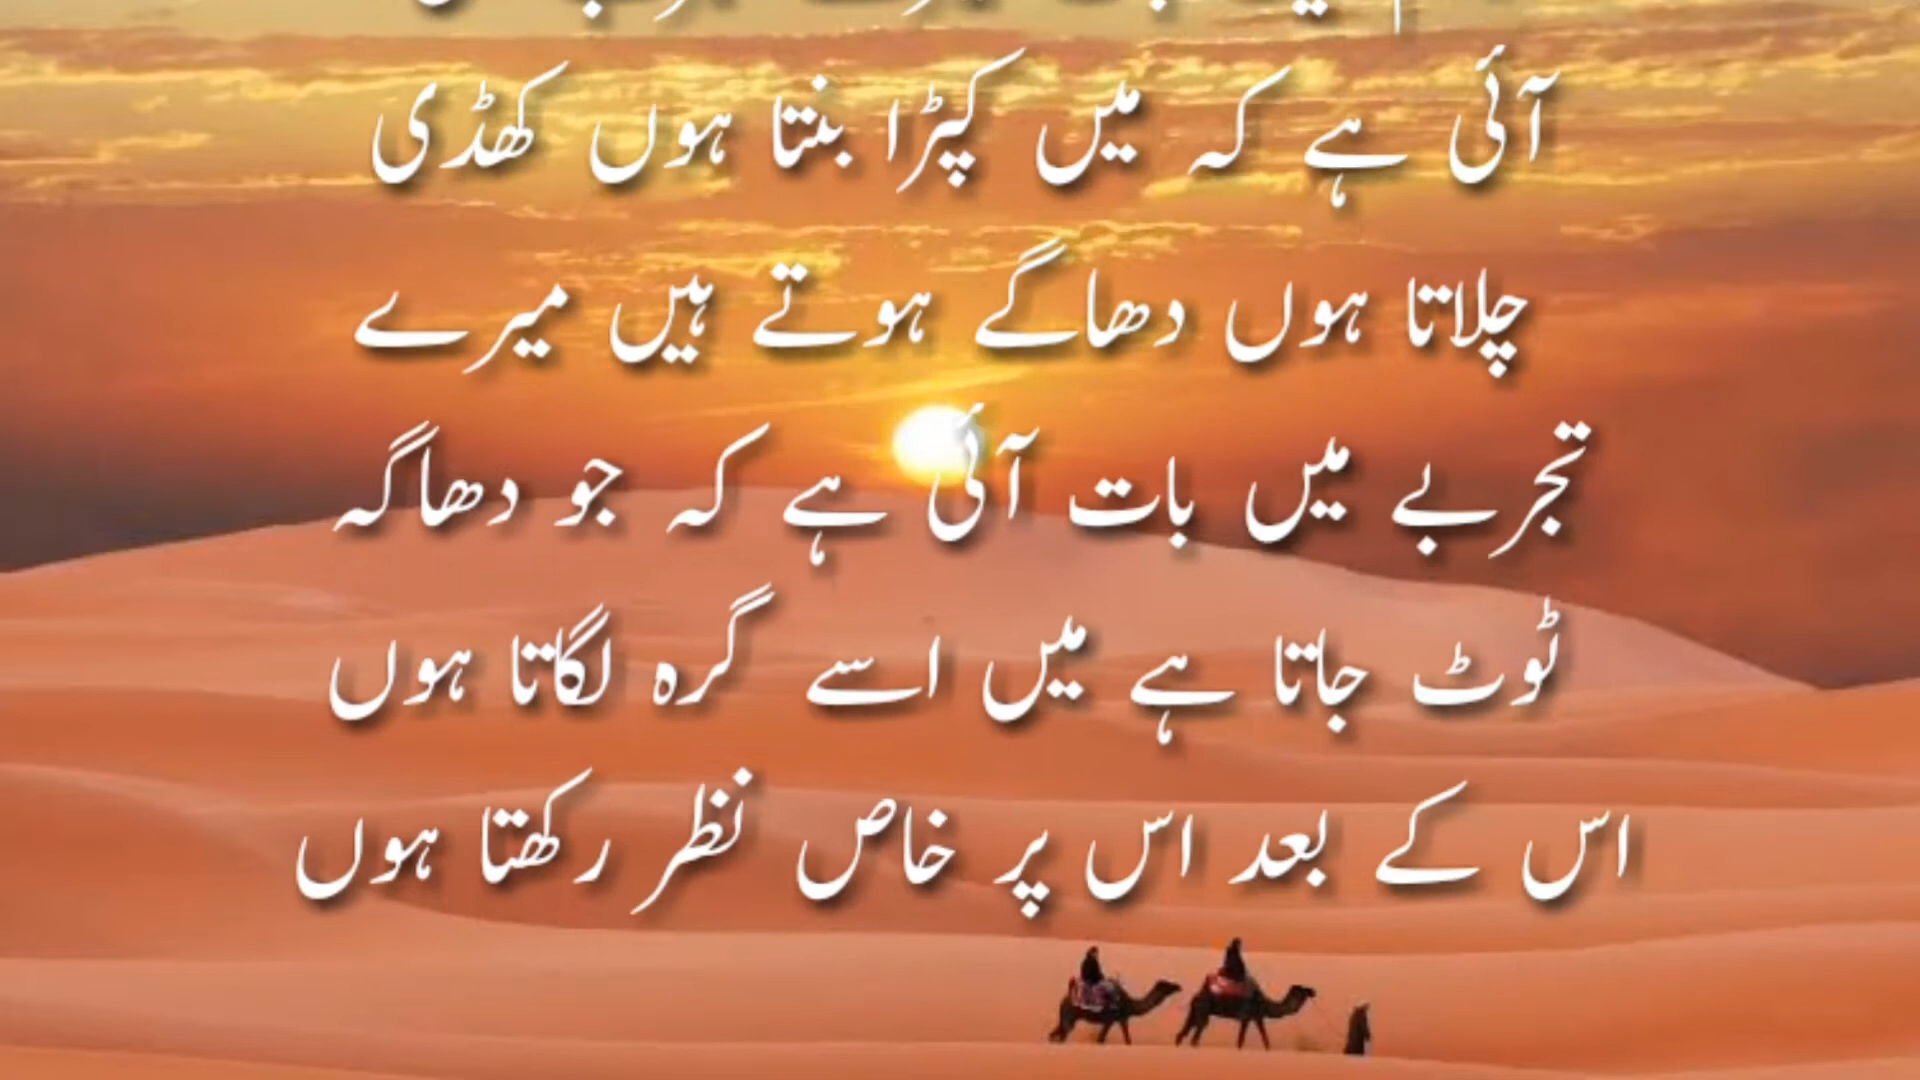 آئی ہے کہ میں کپڑا بنتا ہوں کھڈی
چلاتا ہوں دھاگے ہوتے ہیں میرے
تجربے میں بات آئی ہے کہ جو دھاگہ
ٹوٹ جاتا ہے میں اسے گرہ لگاتا ہوں
اس کے بعد اس پر خاص نظر رکھتا ہوں